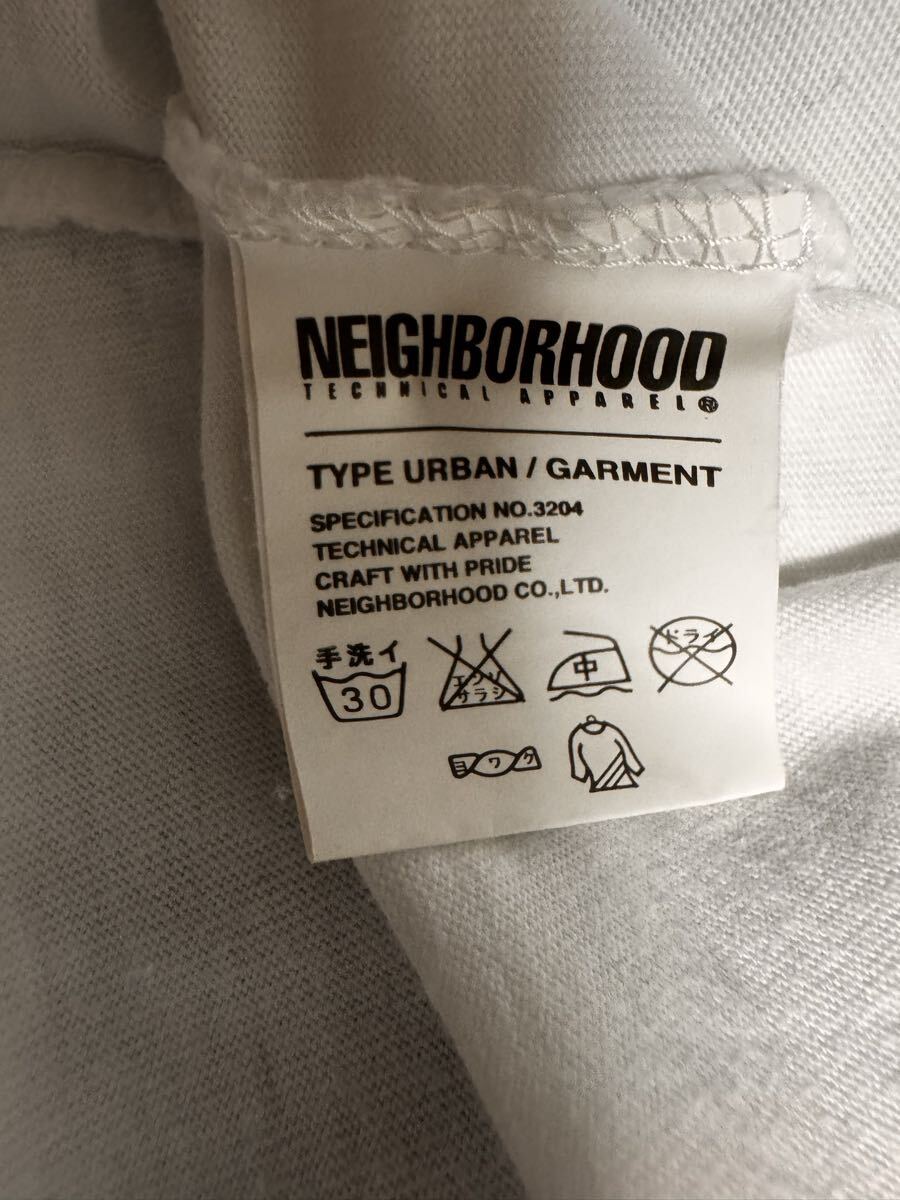 NEIGHBORHOOD
TECHNICAL APPAREL®
TYPE URBAN / GARMENT
SPECIFICATION NO.3204
TECHNICAL APPAREL
CRAFT WITH PRIDE
NEIGHBORHOOD CO.,LTD.
手洗イ
30
エンソ
サラシ
中
ドライ
ヨワク